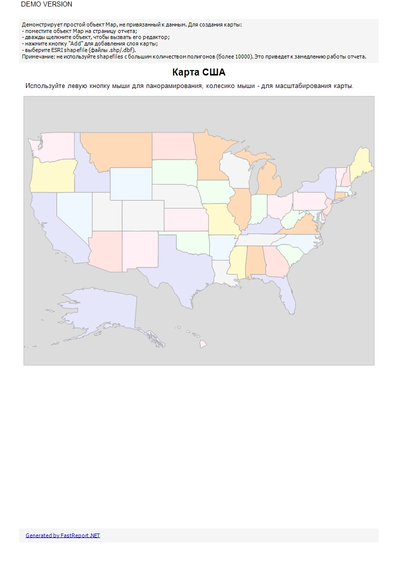 DEMO VERSION
Демонстрирует простой объект Map, не привязанный к данным. Для создания карты:
- поместите объект Map на страницу отчета;
- дважды щелкните объект, чтобы вызвать его редактор;
- нажмите кнопку "Add" для добавления слоя карты;
- выберите ESRI shapefile (файлы .shp/.dbf).
Примечание: не используйте shapefiles с большим количеством полигонов (более 10000). Это приведет к замедлению работы отчета.
Карта США
Используйте левую кнопку мыши для панорамирования, колесико мыши - для масштабирования карты.
Generated by FastReport .NET